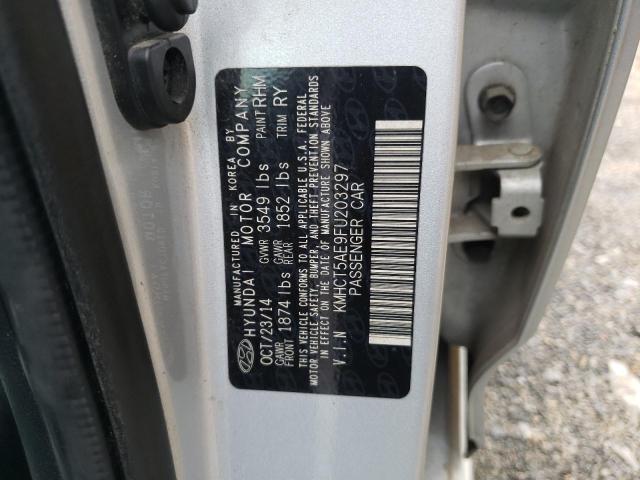 MANUFACTURED IN KOREA BY
HYUNDAI MOTOR COMPANY
OCT/23/14 GVWR 3549 lbs PAINT RHM
GAWR FRONT 1874 lbs GAWR REAR 1852 lbs TRIM RY
THIS VEHICLE CONFORMS TO ALL APPLICABLE U.S.A. FEDERAL
MOTOR VEHICLE SAFETY, BUMPER, AND THEFT PREVENTION STANDARDS
IN EFFECT ON THE DATE OF MANUFACTURE SHOWN ABOVE
V.I.N KMHCT5AE9FU203297
PASSENGER CAR